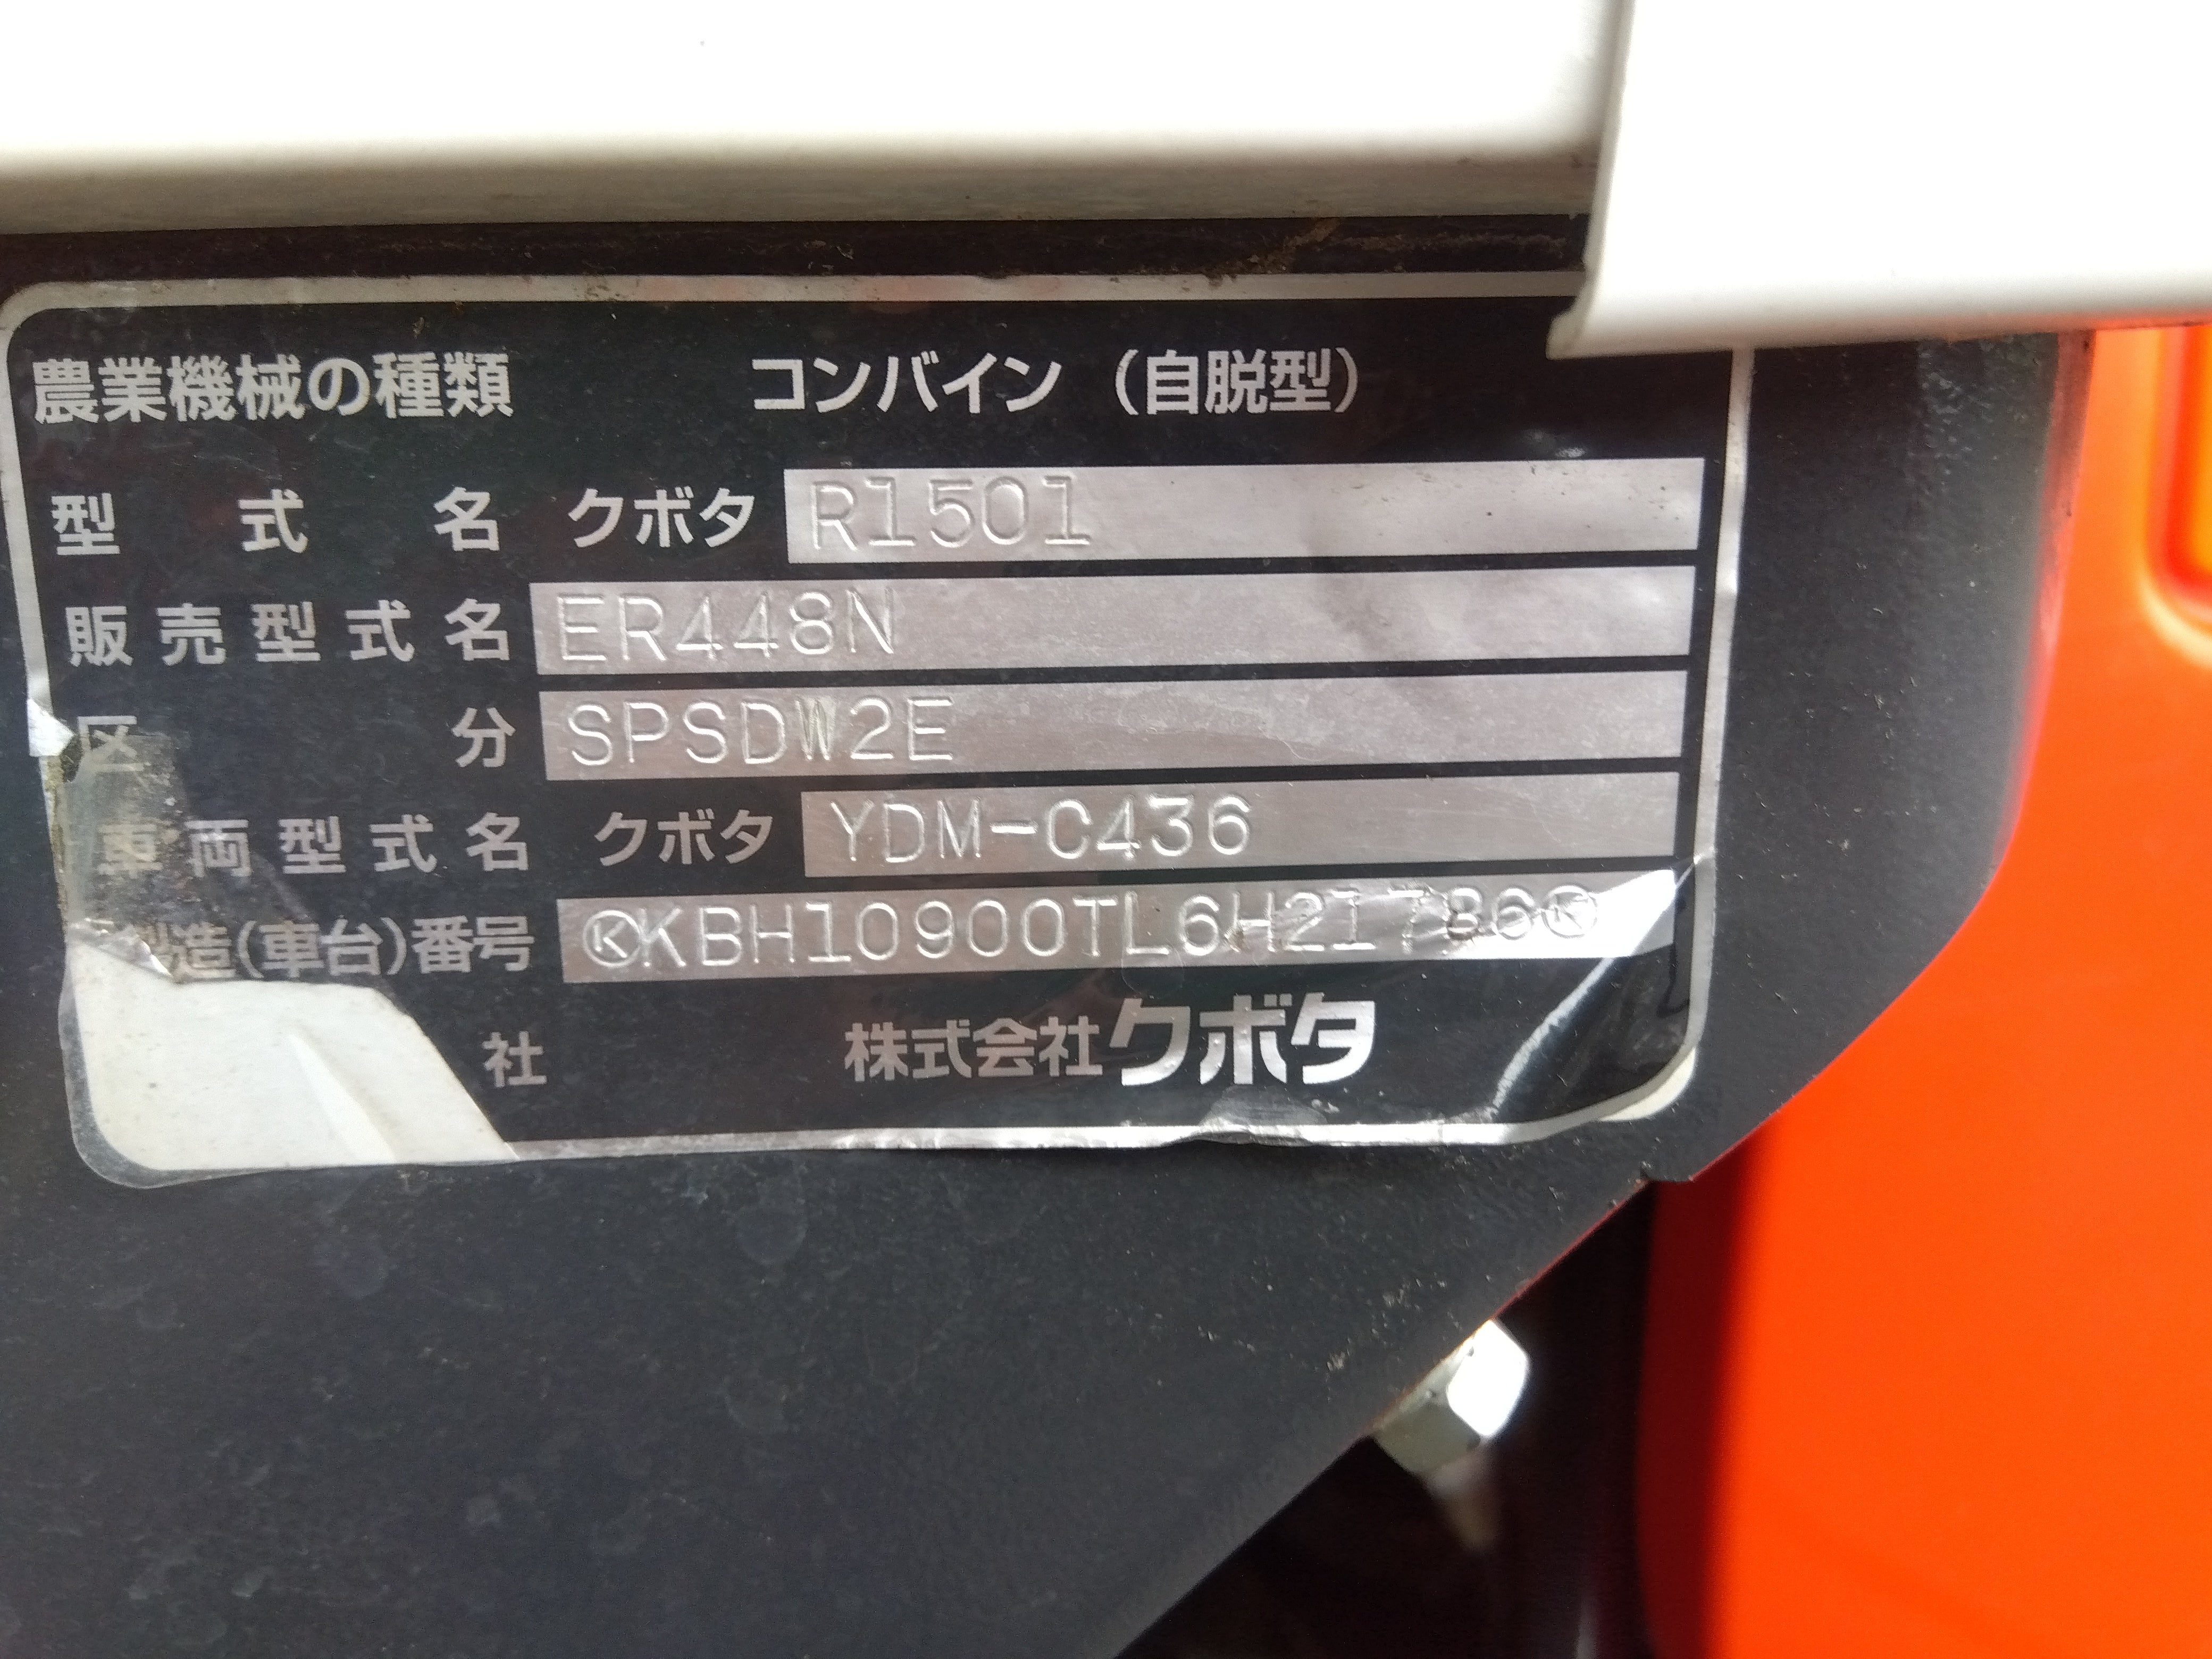 農業機械の種類 コンバイン（自脱型）
型式名 クボタ R1501
販売型式名 ER448N
区分 SPSDW2E
車両型式名 クボタ YDM-C436
製造(車台)番号 ⓀKBH10900TL6H21786Ⓚ
社 株式会社クボタ